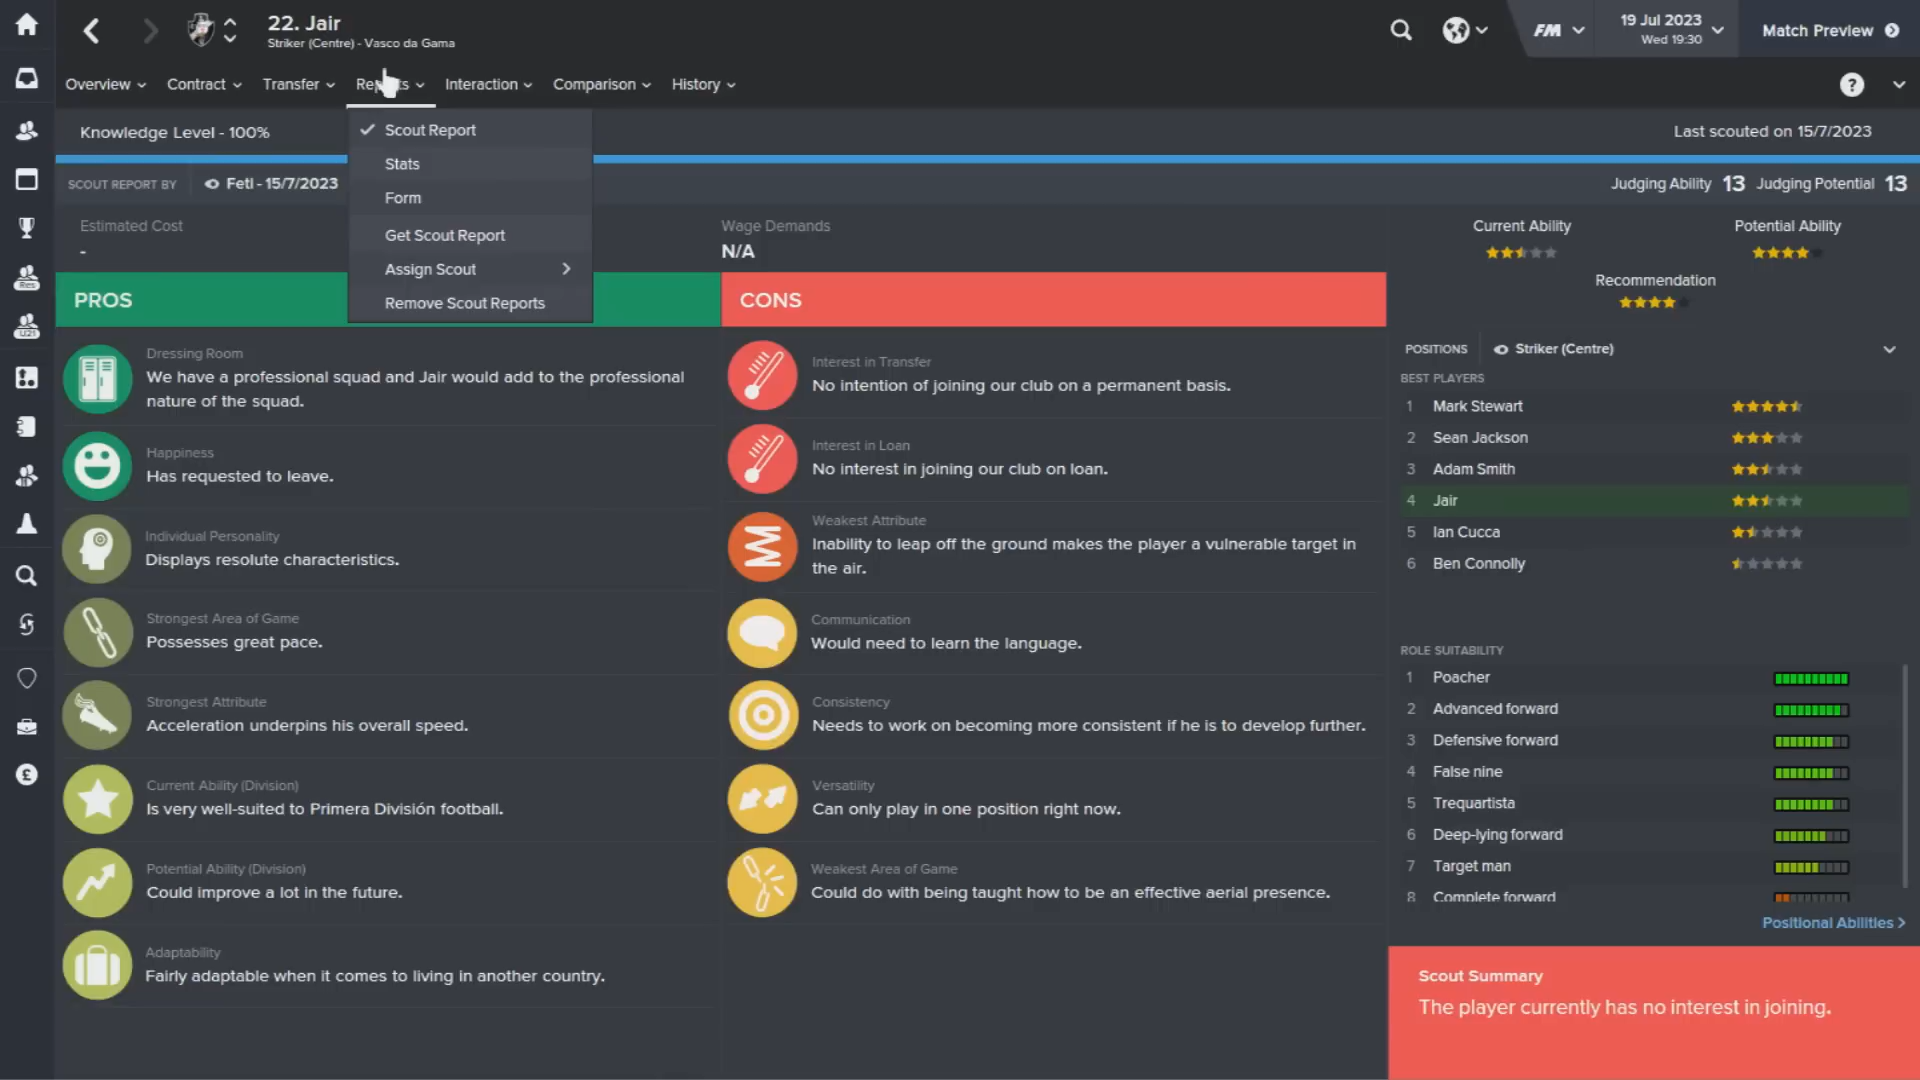 22. Jair
Striker (Centre) - Vasco da Gama
FM
19 Jul 2023
Wed 19:30
Match Preview
Overview
Contract
Transfer
Interaction
Comparison
History
?
Knowledge Level - 100%
Last scouted on 15/7/2023
Scout Report
Stats
Form
Get Scout Report
Assign Scout
Remove Scout Reports
SCOUT REPORT BY
Feti - 15/7/2023
Judging Ability 13 Judging Potential 13
Estimated Cost
-
Wage Demands
N/A
Current Ability
Potential Ability
Recommendation
PROS
CONS
Dressing Room
We have a professional squad and Jair would add to the professional
nature of the squad.
Happiness
Has requested to leave.
Individual Personality
Displays resolute characteristics.
Strongest Area of Game
Possesses great pace.
Strongest Attribute
Acceleration underpins his overall speed.
Current Ability (Division)
Is very well-suited to Primera División football.
Potential Ability (Division)
Could improve a lot in the future.
Adaptability
Fairly adaptable when it comes to living in another country.
Interest in Transfer
No intention of joining our club on a permanent basis.
Interest in Loan
No interest in joining our club on loan.
Weakest Attribute
Inability to leap off the ground makes the player a vulnerable target in
the air.
Communication
Would need to learn the language.
Consistency
Needs to work on becoming more consistent if he is to develop further.
Versatility
Can only play in one position right now.
Weakest Area of Game
Could do with being taught how to be an effective aerial presence.
POSITIONS
Striker (Centre)
BEST PLAYERS
1 Mark Stewart
2 Sean Jackson
3 Adam Smith
4 Jair
5 Ian Cucca
6 Ben Connolly
ROLE SUITABILITY
1 Poacher
2 Advanced forward
3 Defensive forward
4 False nine
5 Trequartista
6 Deep-lying forward
7 Target man
8 Complete forward
Positional Abilities >
Scout Summary
The player currently has no interest in joining.
Res
U21
£